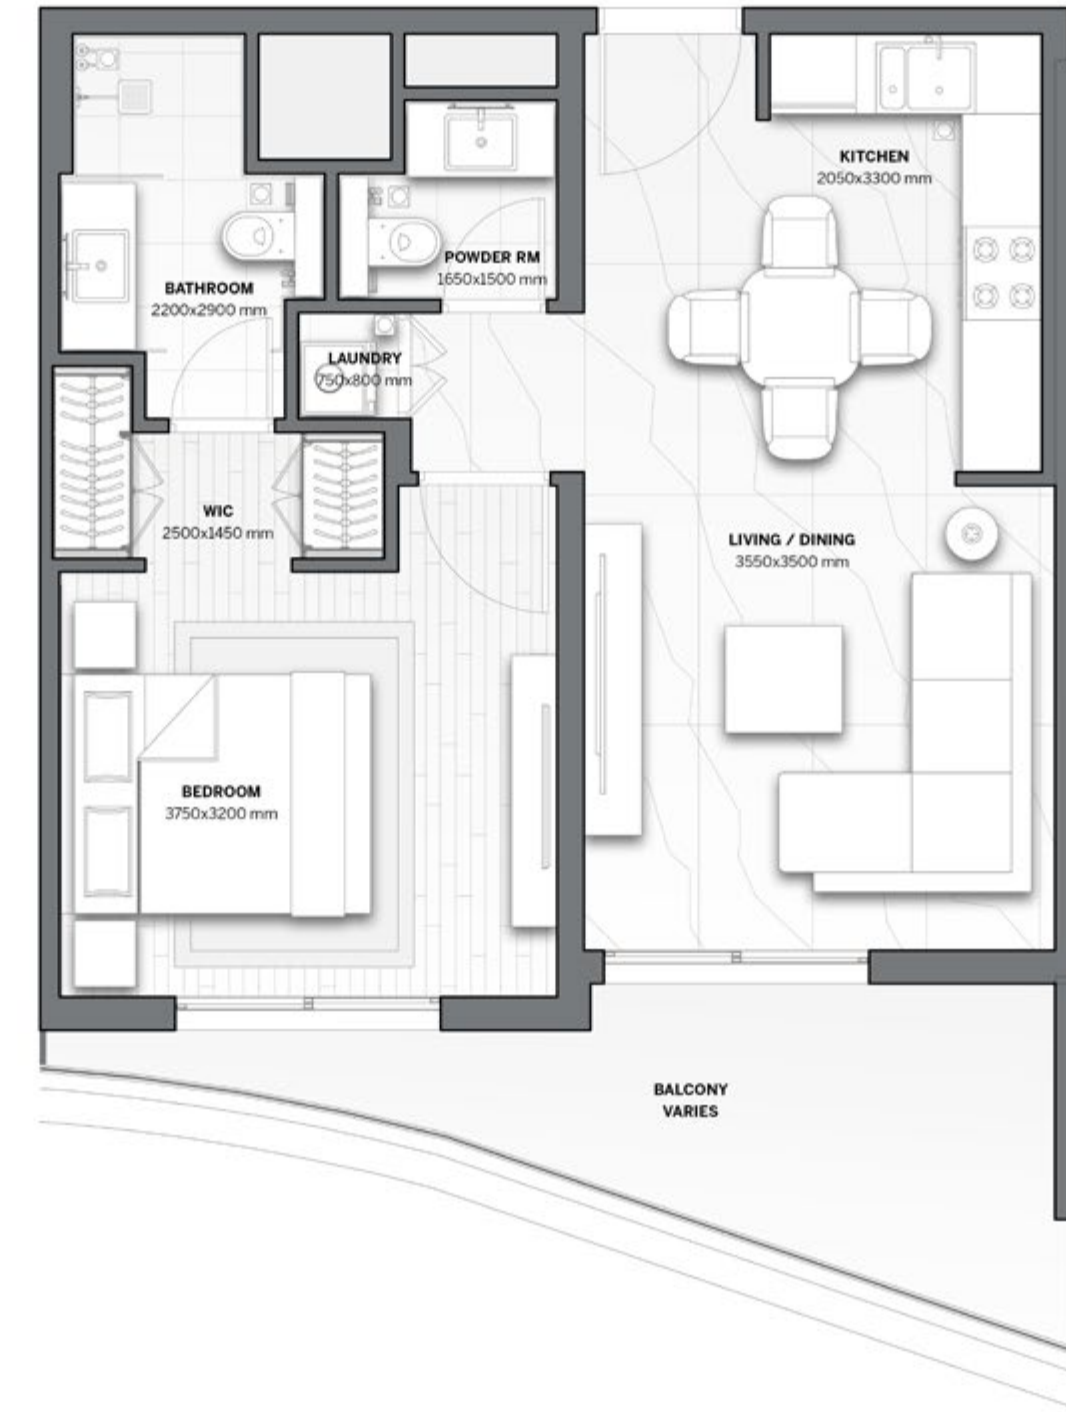 KITCHEN
2050x3300 mm
POWDER RM
1650x1500 mm
BATHROOM
2200x2900 mm
LAUNDRY
750x800 mm
WIC
2500x1450 mm
LIVING / DINING
3550x3500 mm
BEDROOM
3750x3200 mm
BALCONY
VARIES